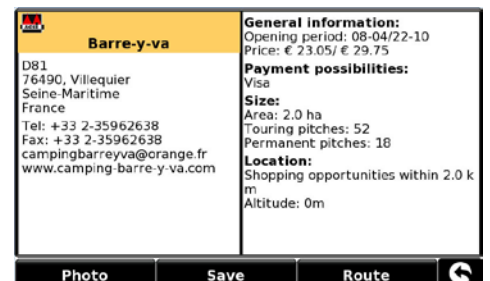 Barre-y-va
D81
76490, Villequier
Seine-Maritime
France
Tel: +33 2-35962638
Fax: +33 2-35962638
campingbarreyva@orange.fr
www.camping-barre-y-va.com
General information:
Opening period: 08-04/22-10
Price: € 23.05/ € 29.75
Payment possibilities:
Visa
Size:
Area: 2.0 ha
Touring pitches: 52
Permanent pitches: 18
Location:
Shopping opportunities within 2.0 k
m
Altitude: 0m
Photo
Save
Route